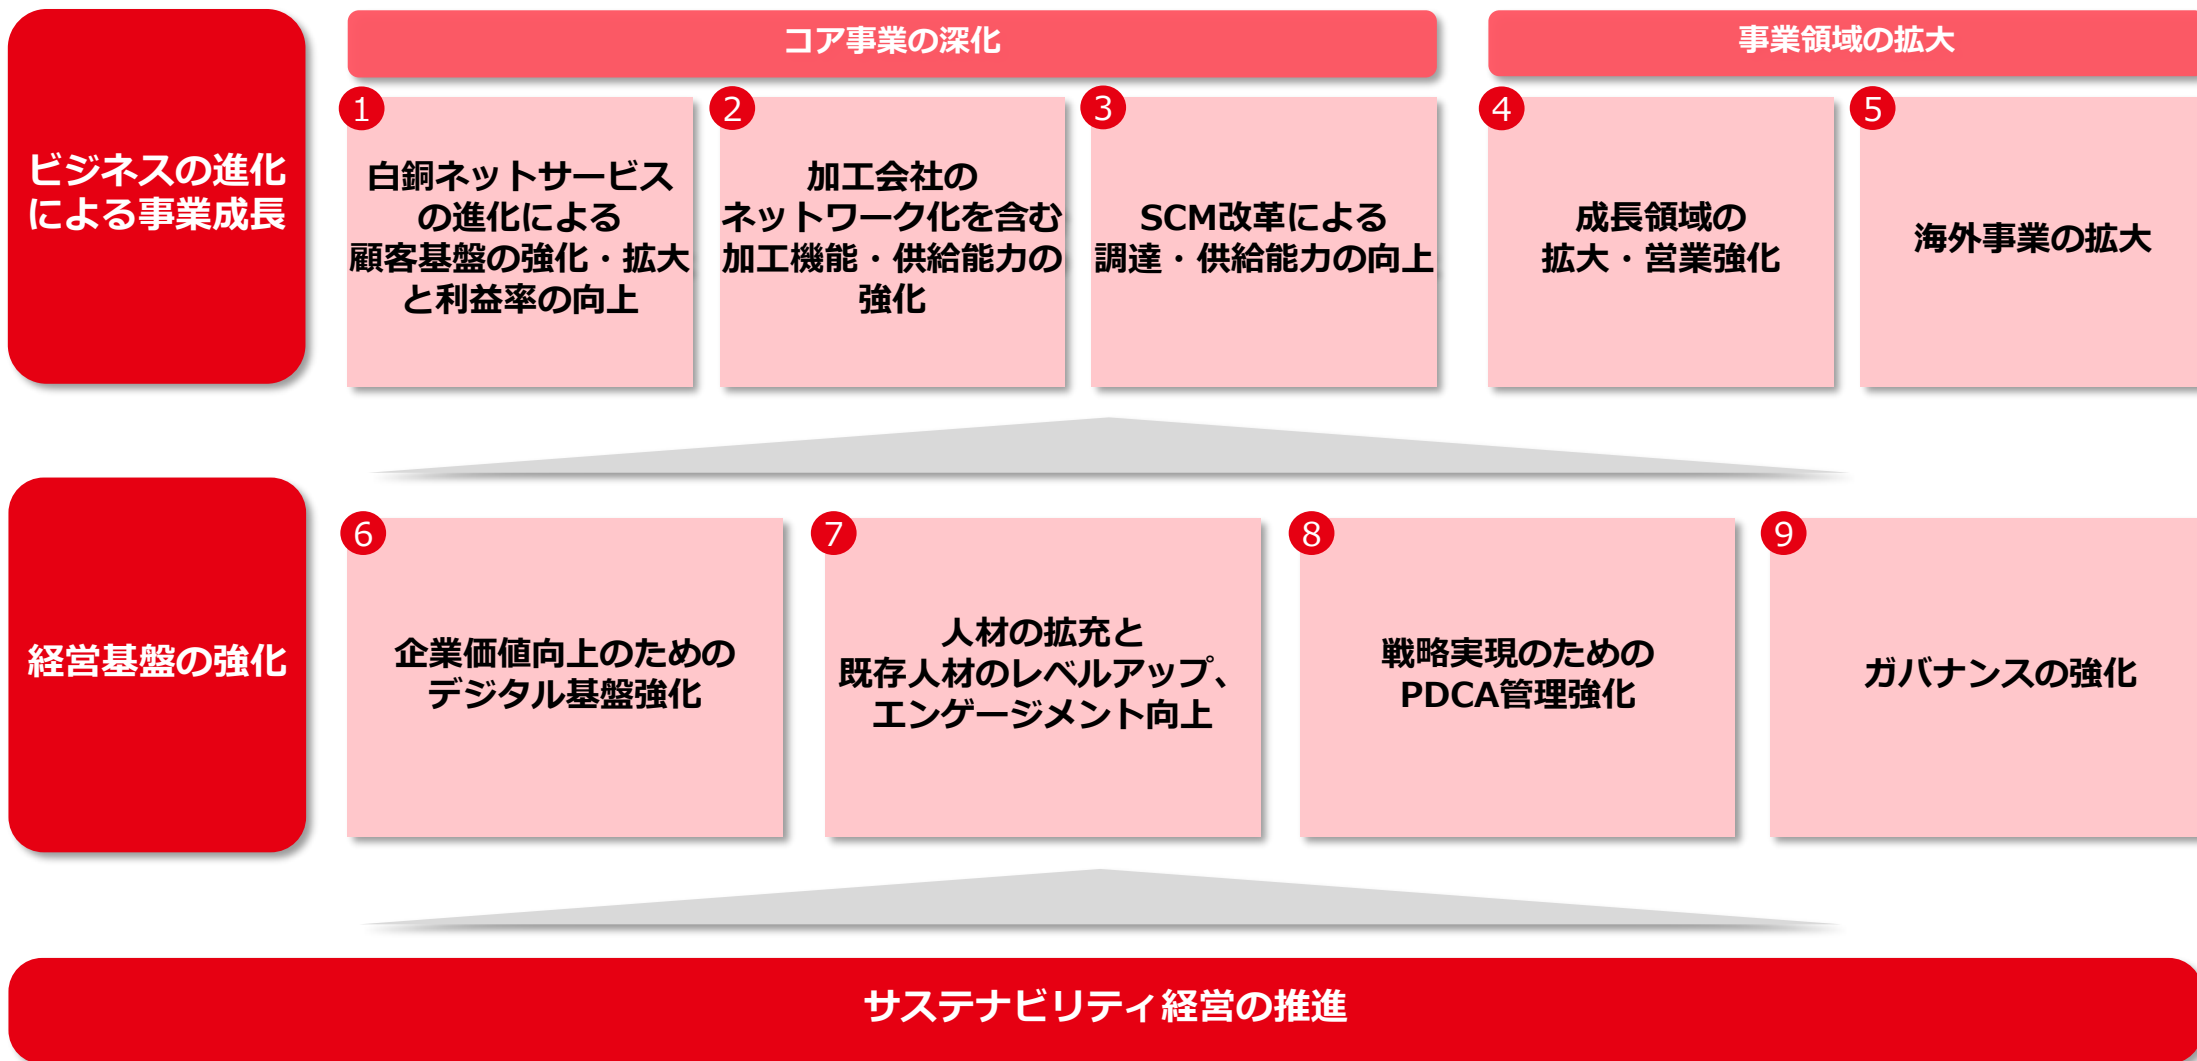 ビジネスの進化
による事業成長
コア事業の深化
事業領域の拡大
1
白銅ネットサービス
の進化による
顧客基盤の強化・拡大
と利益率の向上
2
加工会社の
ネットワーク化を含む
加工機能・供給能力の
強化
3
SCM改革による
調達・供給能力の向上
4
成長領域の
拡大・営業強化
5
海外事業の拡大
経営基盤の強化
6
企業価値向上のための
デジタル基盤強化
7
人材の拡充と
既存人材のレベルアップ、
エンゲージメント向上
8
戦略実現のための
PDCA管理強化
9
ガバナンスの強化
サステナビリティ経営の推進